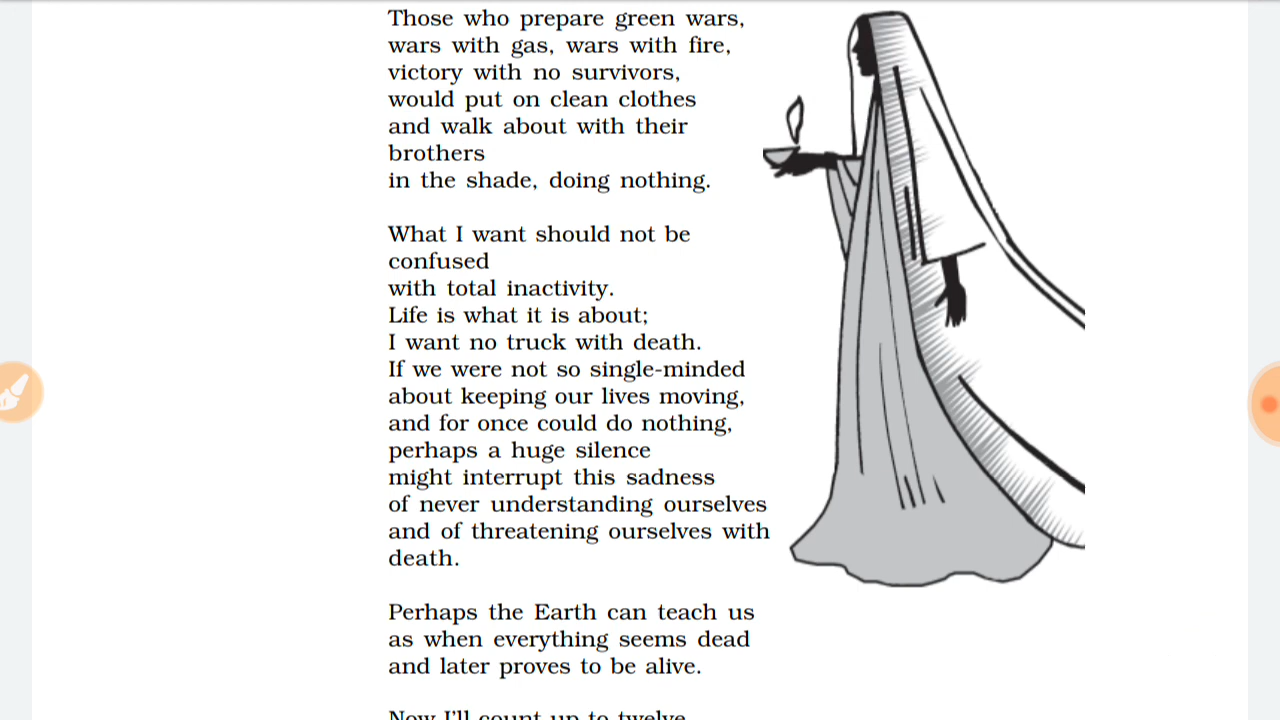 Those who prepare green wars,
wars with gas, wars with fire,
victory with no survivors,
would put on clean clothes
and walk about with their
brothers
in the shade, doing nothing.
What I want should not be
confused
with total inactivity.
Life is what it is about;
I want no truck with death.
If we were not so single-minded
about keeping our lives moving,
and for once could do nothing,
perhaps a huge silence
might interrupt this sadness
of never understanding ourselves
and of threatening ourselves with
death.
Perhaps the Earth can teach us
as when everything seems dead
and later proves to be alive.
Now I'll count up to twelve